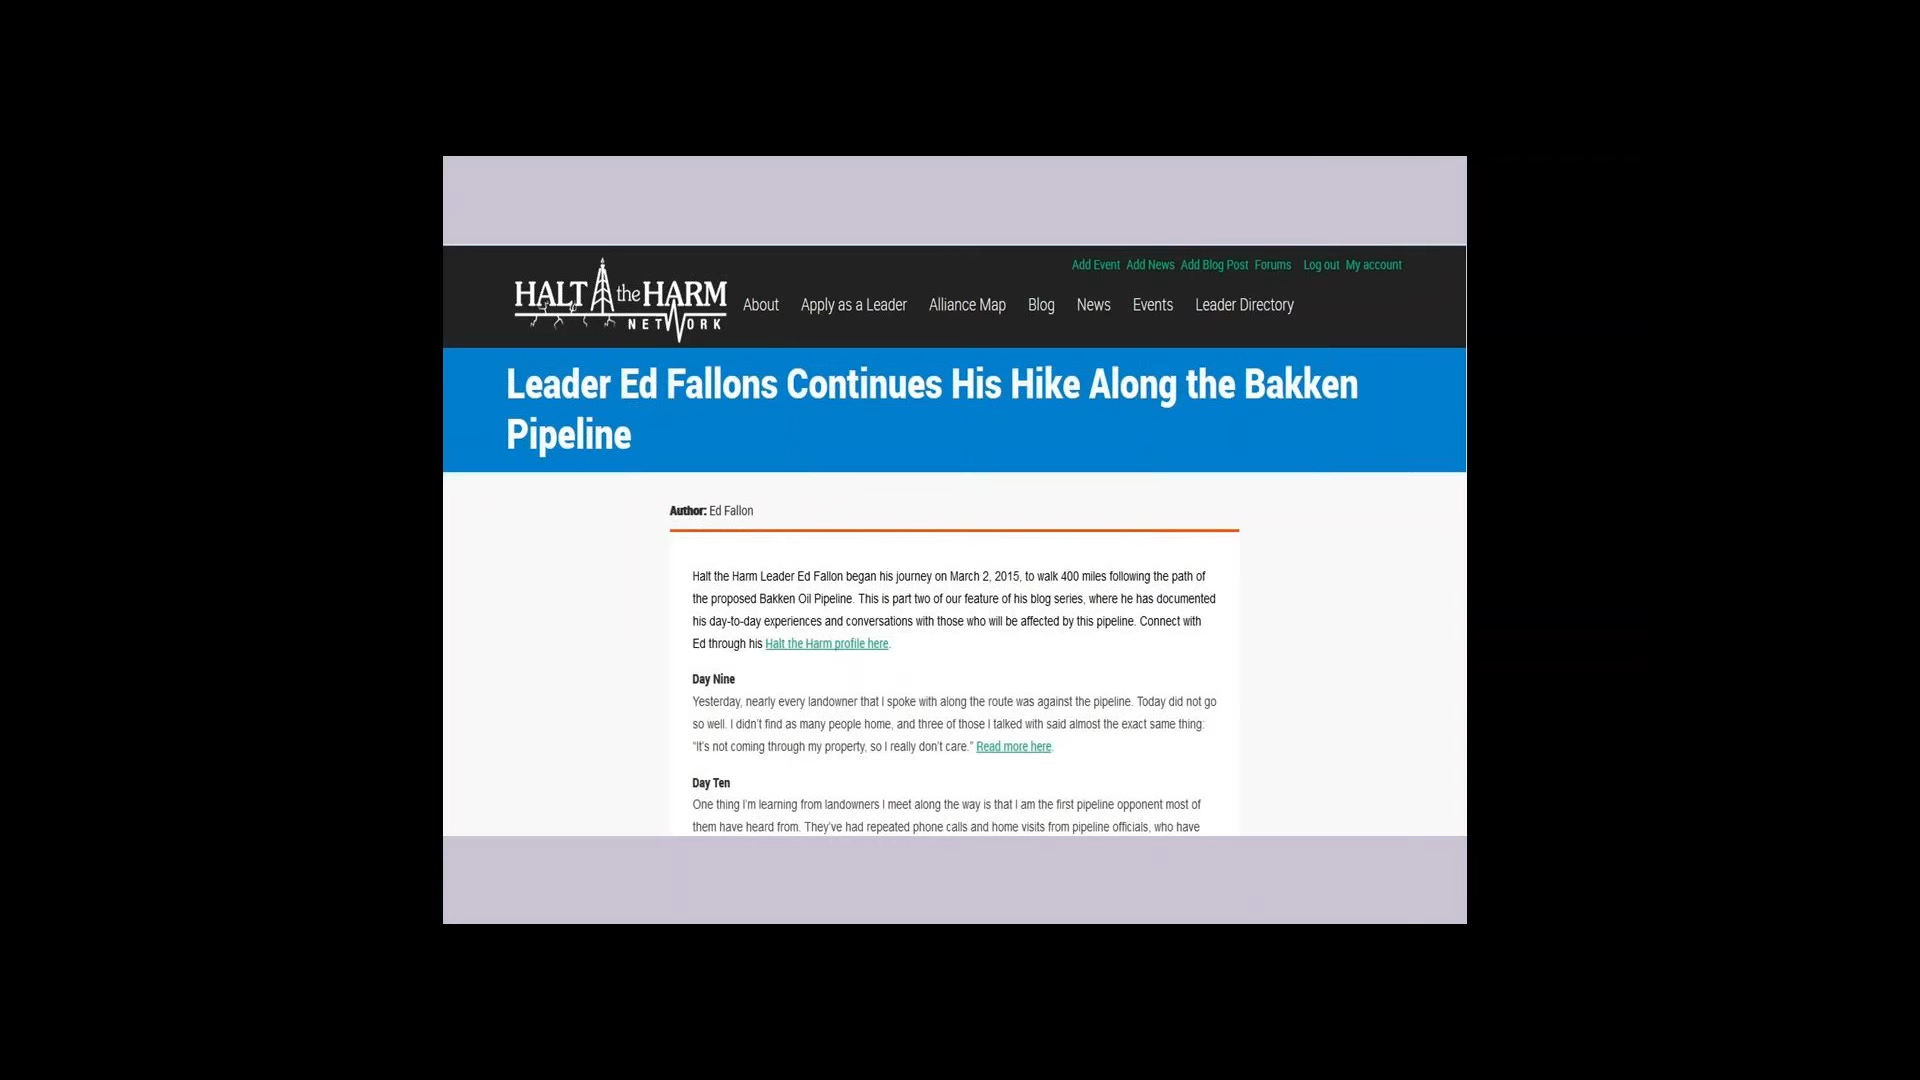 Add Event Add News Add Blog Post Forums Log out My account
HALT the HARM
NETWORK
About Apply as a Leader Alliance Map Blog News Events Leader Directory
Leader Ed Fallons Continues His Hike Along the Bakken
Pipeline
Author: Ed Fallon
Halt the Harm Leader Ed Fallon began his journey on March 2, 2015, to walk 400 miles following the path of
the proposed Bakken Oil Pipeline. This is part two of our feature of his blog series, where he has documented
his day-to-day experiences and conversations with those who will be affected by this pipeline. Connect with
Ed through his Halt the Harm profile here.
Day Nine
Yesterday, nearly every landowner that I spoke with along the route was against the pipeline. Today did not go
so well. I didn't find as many people home, and three of those I talked with said almost the exact same thing:
“It's not coming through my property, so I really don't care.” Read more here.
Day Ten
One thing I'm learning from landowners I meet along the way is that I am the first pipeline opponent most of
them have heard from. They've had repeated phone calls and home visits from pipeline officials, who have